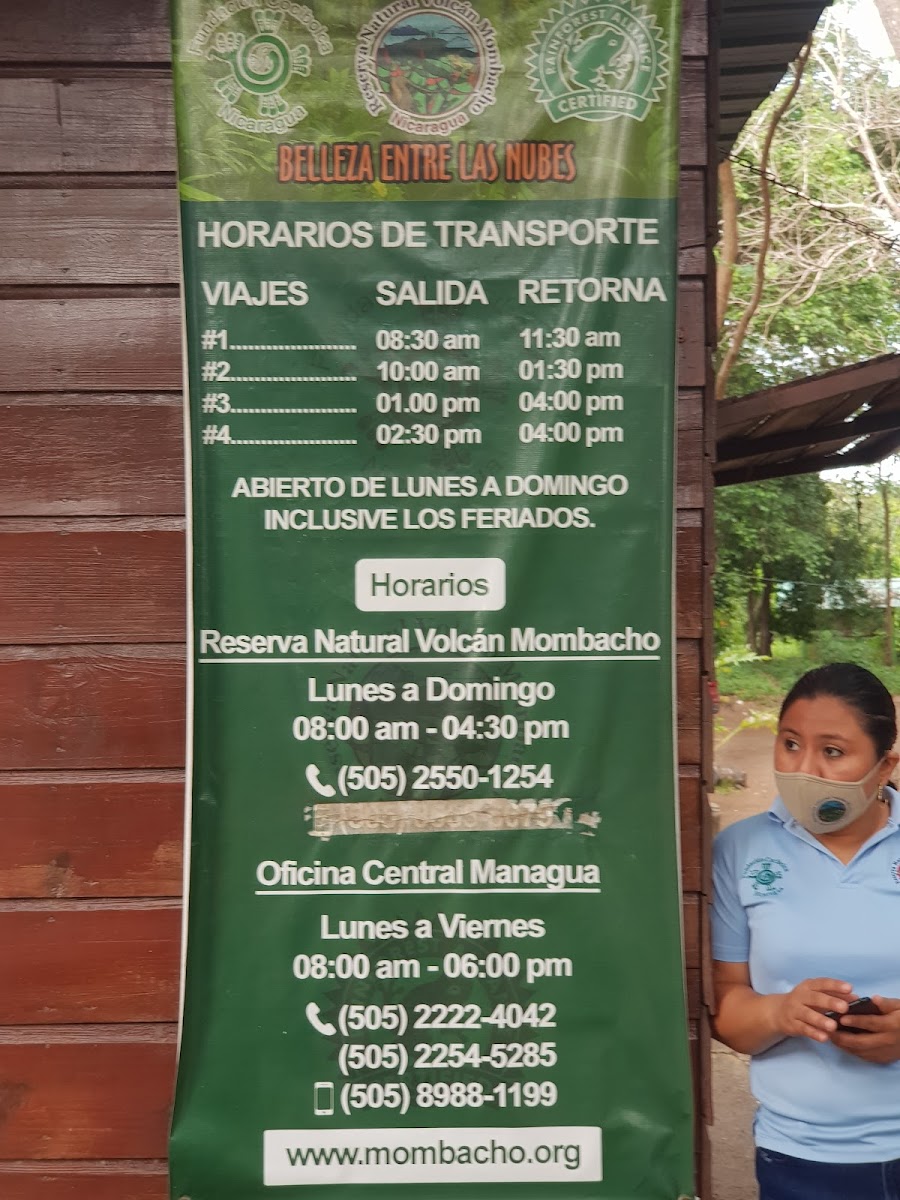 Fundación Cocibolca
Nicaragua
Reserva Natural Volcán Mombacho
Nicaragua
RAINFOREST ALLIANCE
CERTIFIED
BELLEZA ENTRE LAS NUBES
HORARIOS DE TRANSPORTE
VIAJES SALIDA RETORNA
#1..................... 08:30 am 11:30 am
#2..................... 10:00 am 01:30 pm
#3..................... 01.00 pm 04:00 pm
#4..................... 02:30 pm 04:00 pm
ABIERTO DE LUNES A DOMINGO
INCLUSIVE LOS FERIADOS.
Horarios
Reserva Natural Volcán Mombacho
Lunes a Domingo
08:00 am - 04:30 pm
(505) 2550-1254
Oficina Central Managua
Lunes a Viernes
08:00 am - 06:00 pm
(505) 2222-4042
(505) 2254-5285
(505) 8988-1199
www.mombacho.org